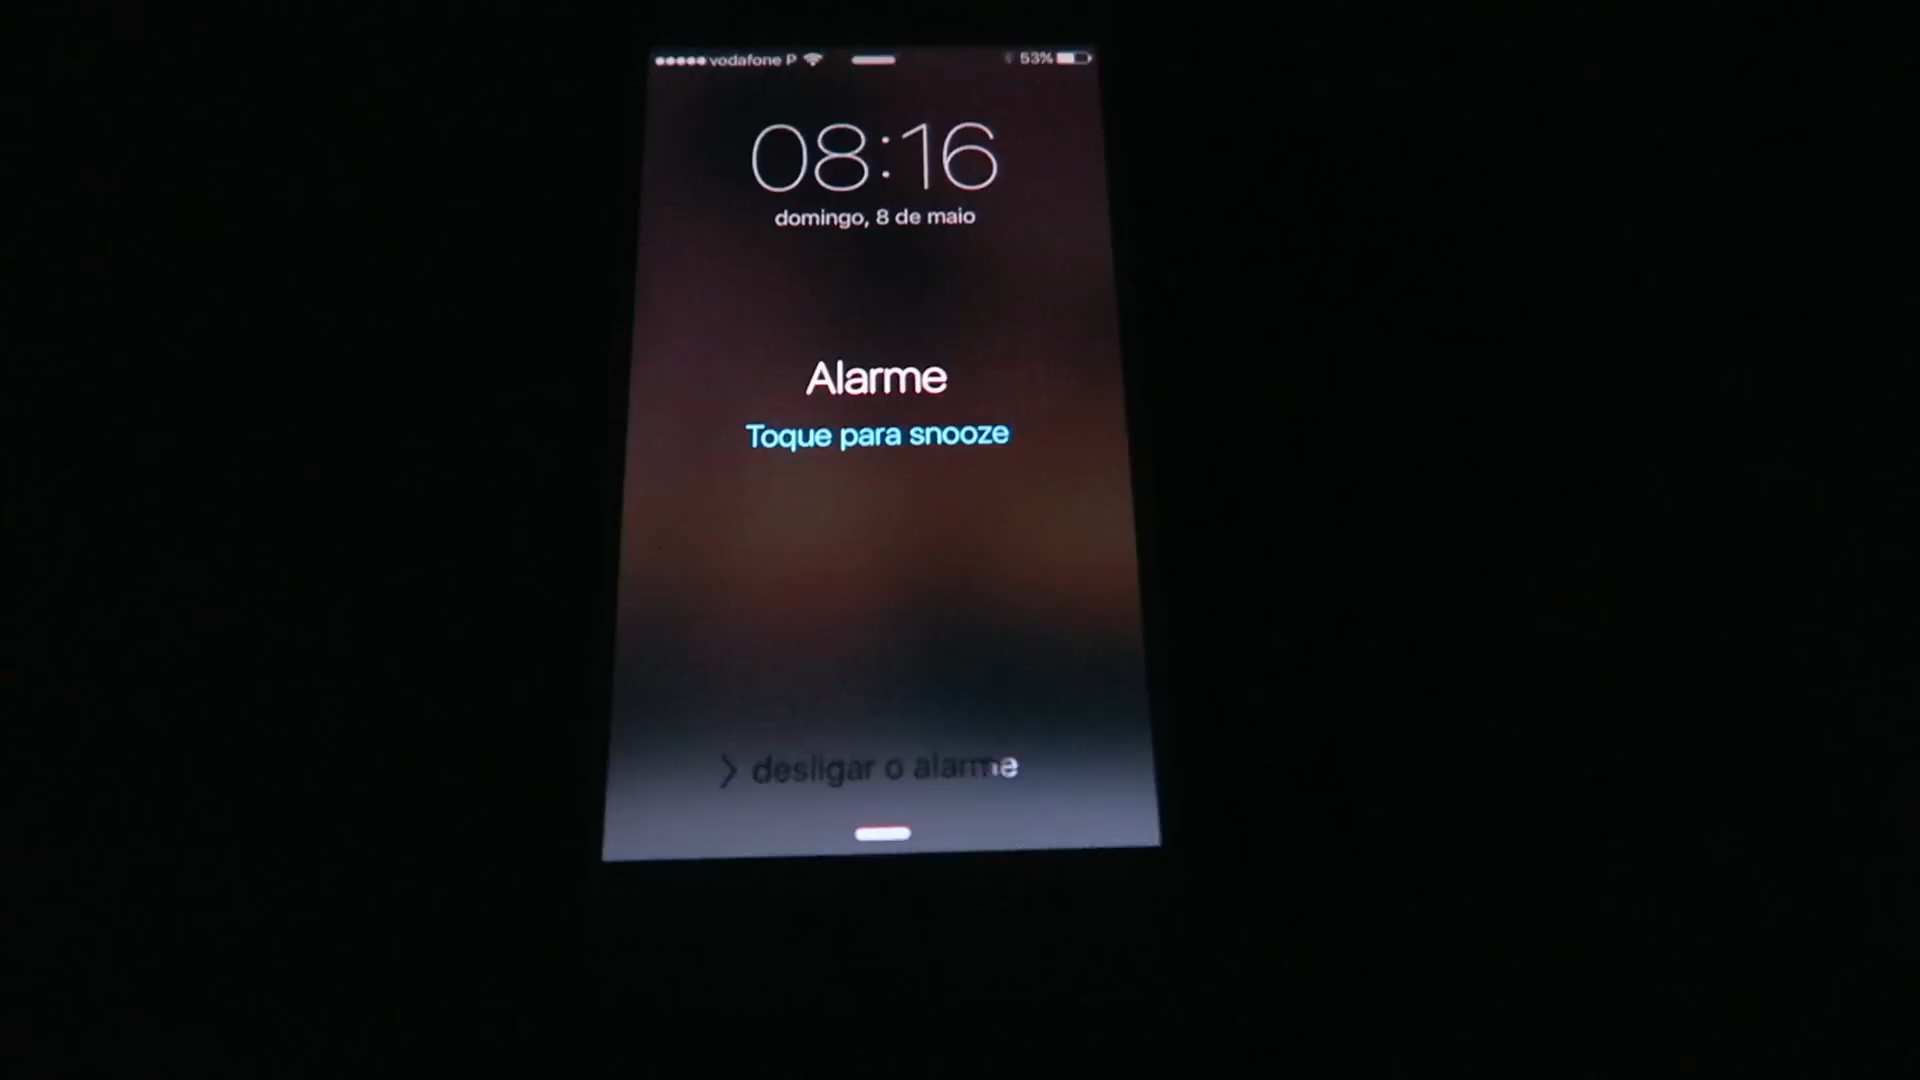 vodafone P 53%
08:16
domingo, 8 de maio
Alarme
Toque para snooze
> desligar o alarme